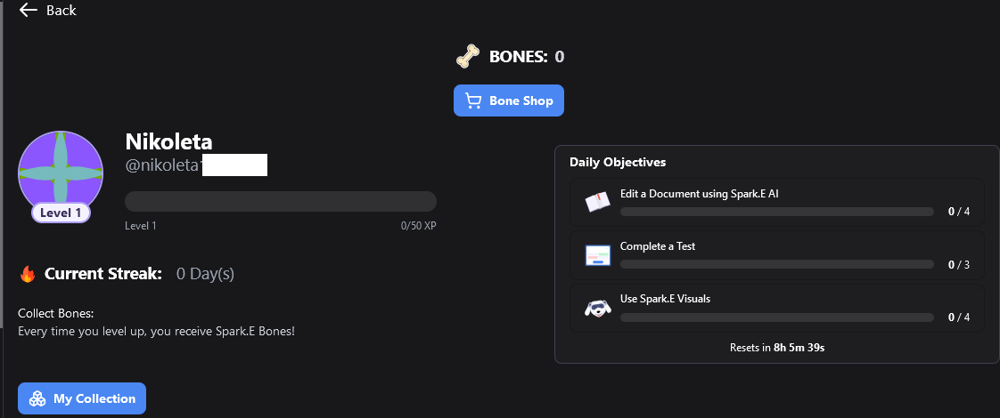 Back
BONES: 0
Bone Shop
Nikoleta
@nikoleta
Level 1
Level 1
0/50 XP
Current Streak: 0 Day(s)
Collect Bones:
Every time you level up, you receive Spark.E Bones!
My Collection
Daily Objectives
Edit a Document using Spark.E AI
0 / 4
Complete a Test
0 / 3
Use Spark.E Visuals
0 / 4
Resets in 8h 5m 39s